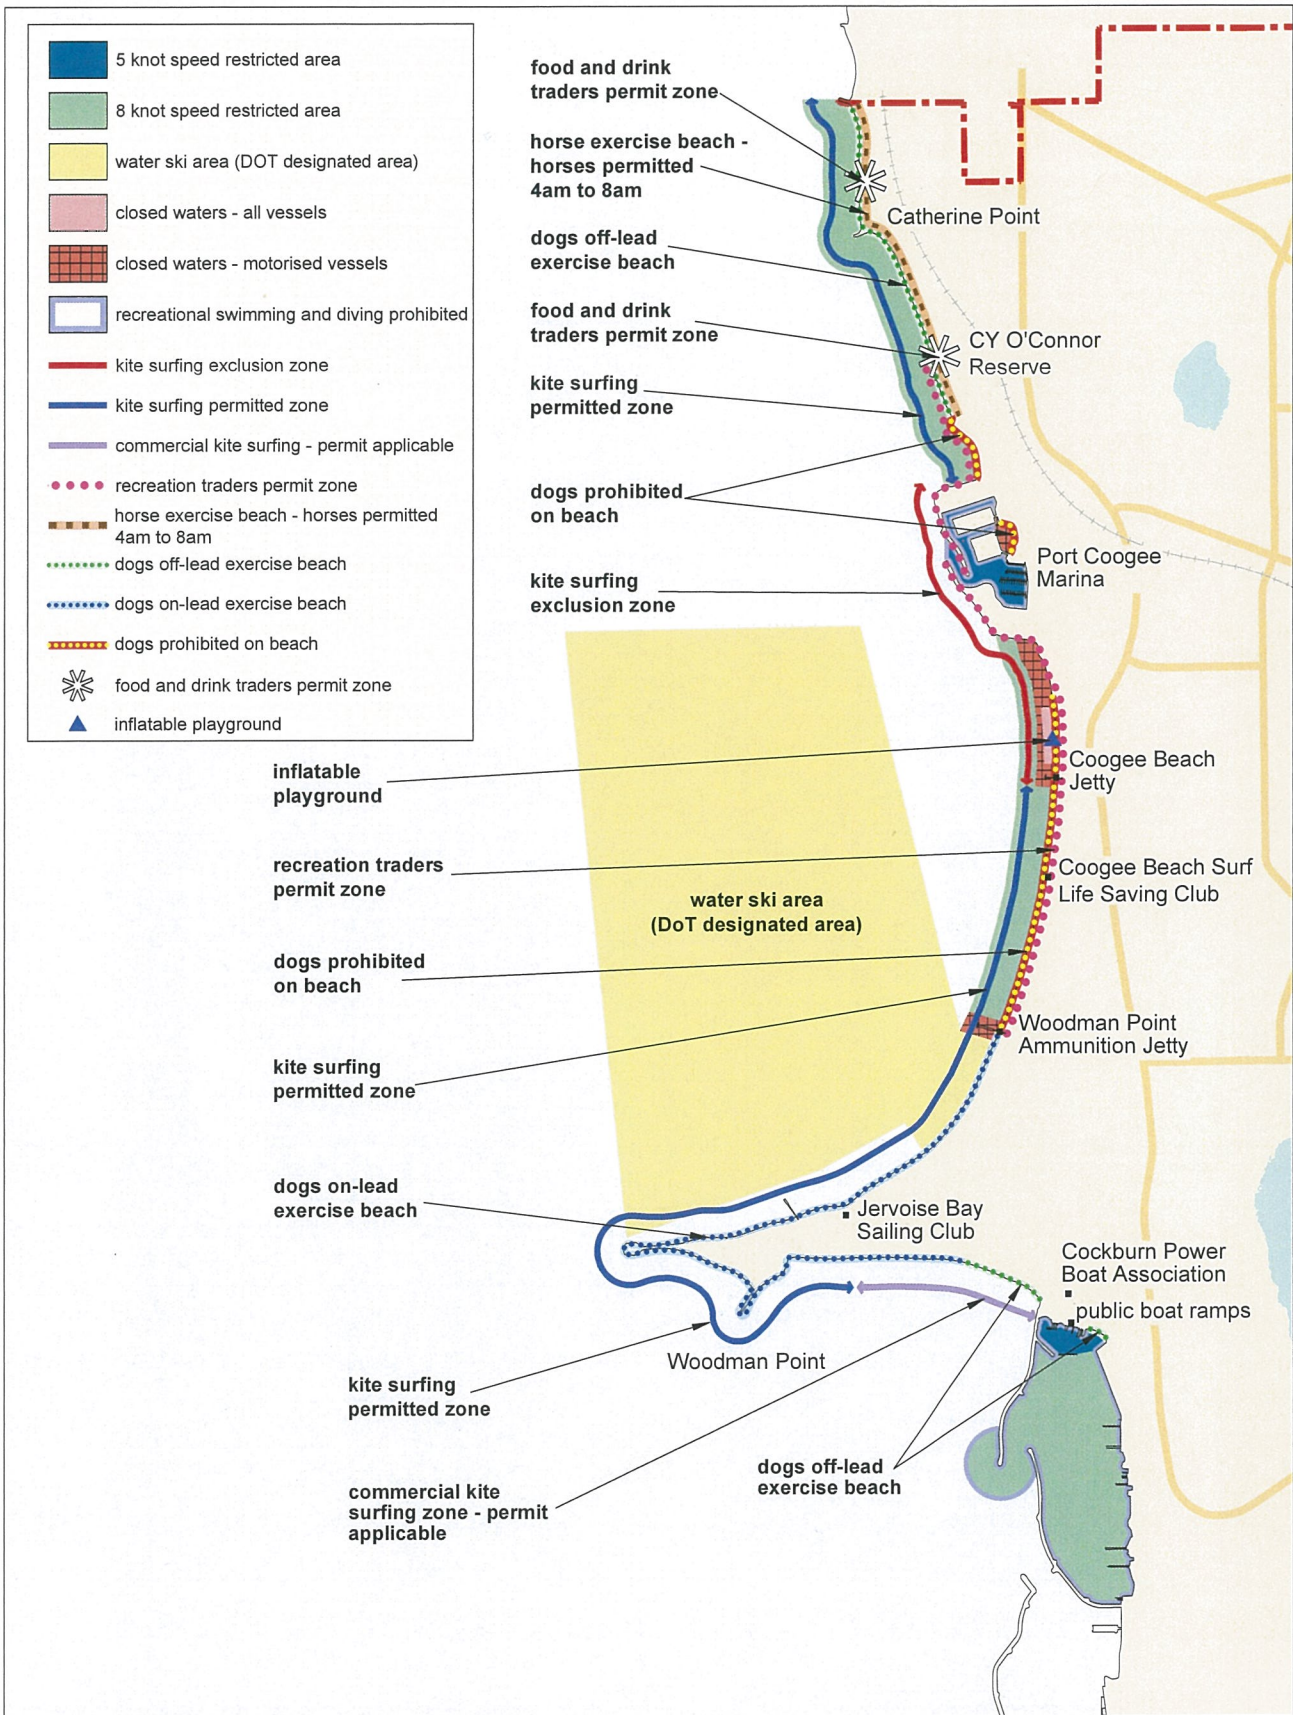 5 knot speed restricted area
8 knot speed restricted area
water ski area (DOT designated area)
closed waters - all vessels
closed waters - motorised vessels
recreational swimming and diving prohibited
kite surfing exclusion zone
kite surfing permitted zone
commercial kite surfing - permit applicable
recreation traders permit zone
horse exercise beach - horses permitted
4am to 8am
dogs off-lead exercise beach
dogs on-lead exercise beach
dogs prohibited on beach
food and drink traders permit zone
inflatable playground
food and drink
traders permit zone
horse exercise beach -
horses permitted
4am to 8am
Catherine Point
dogs off-lead
exercise beach
food and drink
traders permit zone
CY O'Connor
Reserve
kite surfing
permitted zone
dogs prohibited
on beach
Port Coogee
Marina
kite surfing
exclusion zone
inflatable
playground
Coogee Beach
Jetty
recreation traders
permit zone
Coogee Beach Surf
Life Saving Club
water ski area
(DoT designated area)
dogs prohibited
on beach
Woodman Point
Ammunition Jetty
kite surfing
permitted zone
dogs on-lead
exercise beach
Jervoise Bay
Sailing Club
Cockburn Power
Boat Association
public boat ramps
Woodman Point
kite surfing
permitted zone
dogs off-lead
exercise beach
commercial kite
surfing zone - permit
applicable